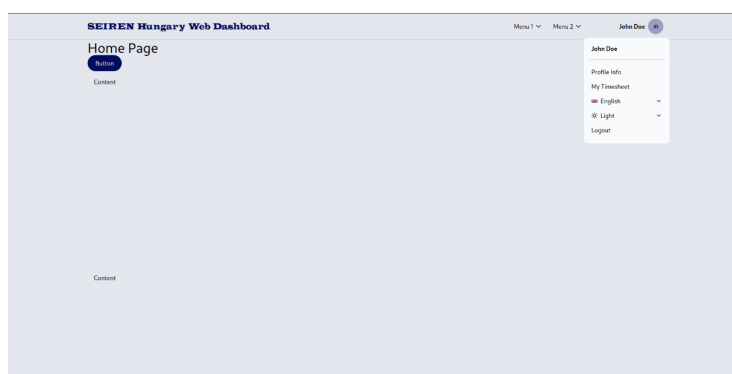 SEIREN Hungary Web Dashboard
Menu 1
Menu 2
John Doe
Home Page
Button
Content
John Doe
Profile Info
My Timesheet
English
Light
Logout
Content